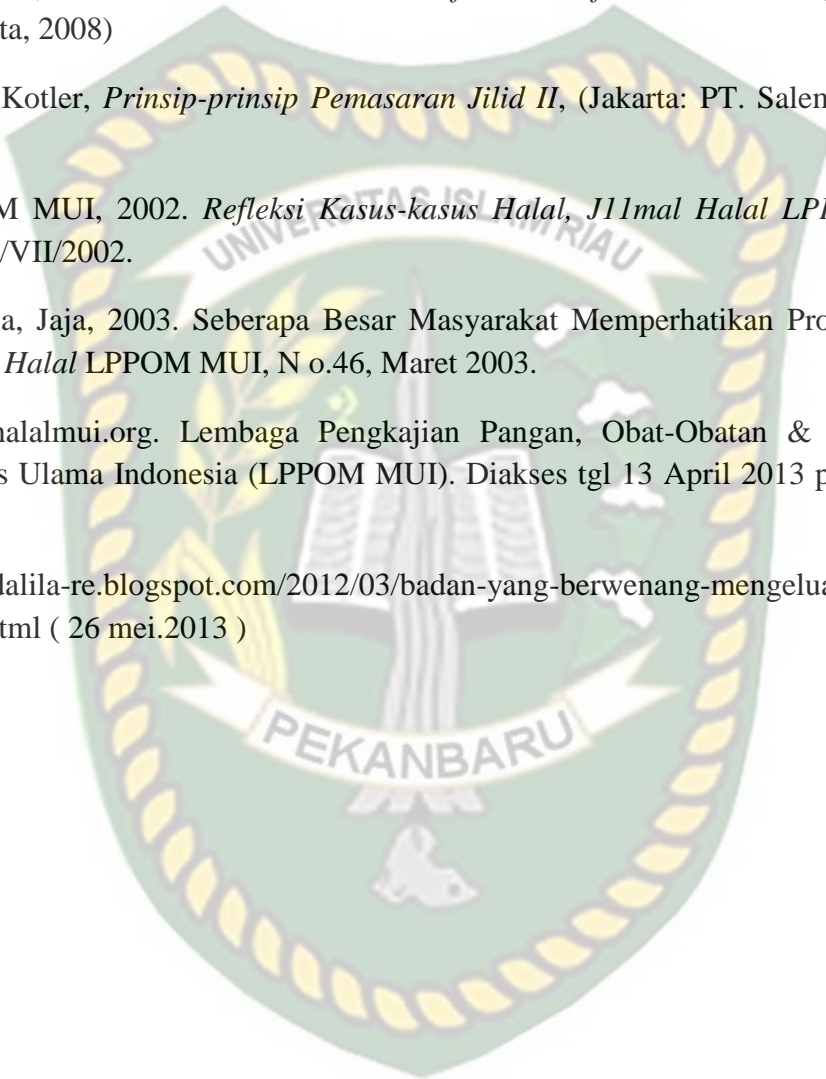 ta, 2008)
Kotler, Prinsip-prinsip Pemasaran Jilid II, (Jakarta: PT. Salem
M MUI, 2002. Refleksi Kasus-kasus Halal, J11mal Halal LPP
/VII/2002.
a, Jaja, 2003. Seberapa Besar Masyarakat Memperhatikan Pro
Halal LPPOM MUI, N o.46, Maret 2003.
halalmui.org. Lembaga Pengkajian Pangan, Obat-Obatan &
s Ulama Indonesia (LPPOM MUI). Diakses tgl 13 April 2013 p
dalila-re.blogspot.com/2012/03/badan-yang-berwenang-mengelua
tml ( 26 mei.2013 )
UNIVERSITAS ISLAM RIAU
PEKANBARU